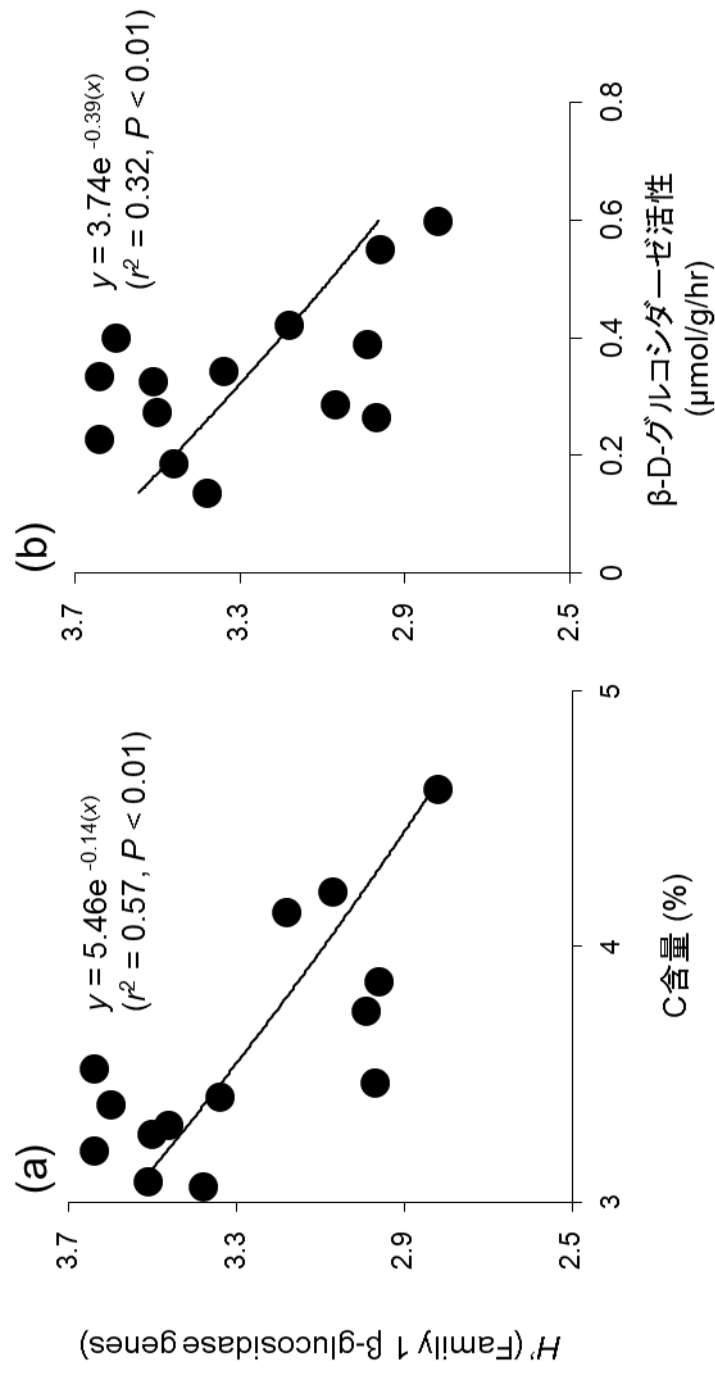 (a)
y = 5.46e –0.14(x)
(r2 = 0.57, P < 0.01)
3.7
3.3
2.9
2.5
3
4
5
C含量 (%)
H' (Family 1 β-glucosidase genes)
(b)
y = 3.74e –0.39(x)
(r2 = 0.32, P < 0.01)
3.7
3.3
2.9
2.5
0
0.2
0.4
0.6
0.8
β-D-グルコシダーゼ活性
(μmol/g/hr)